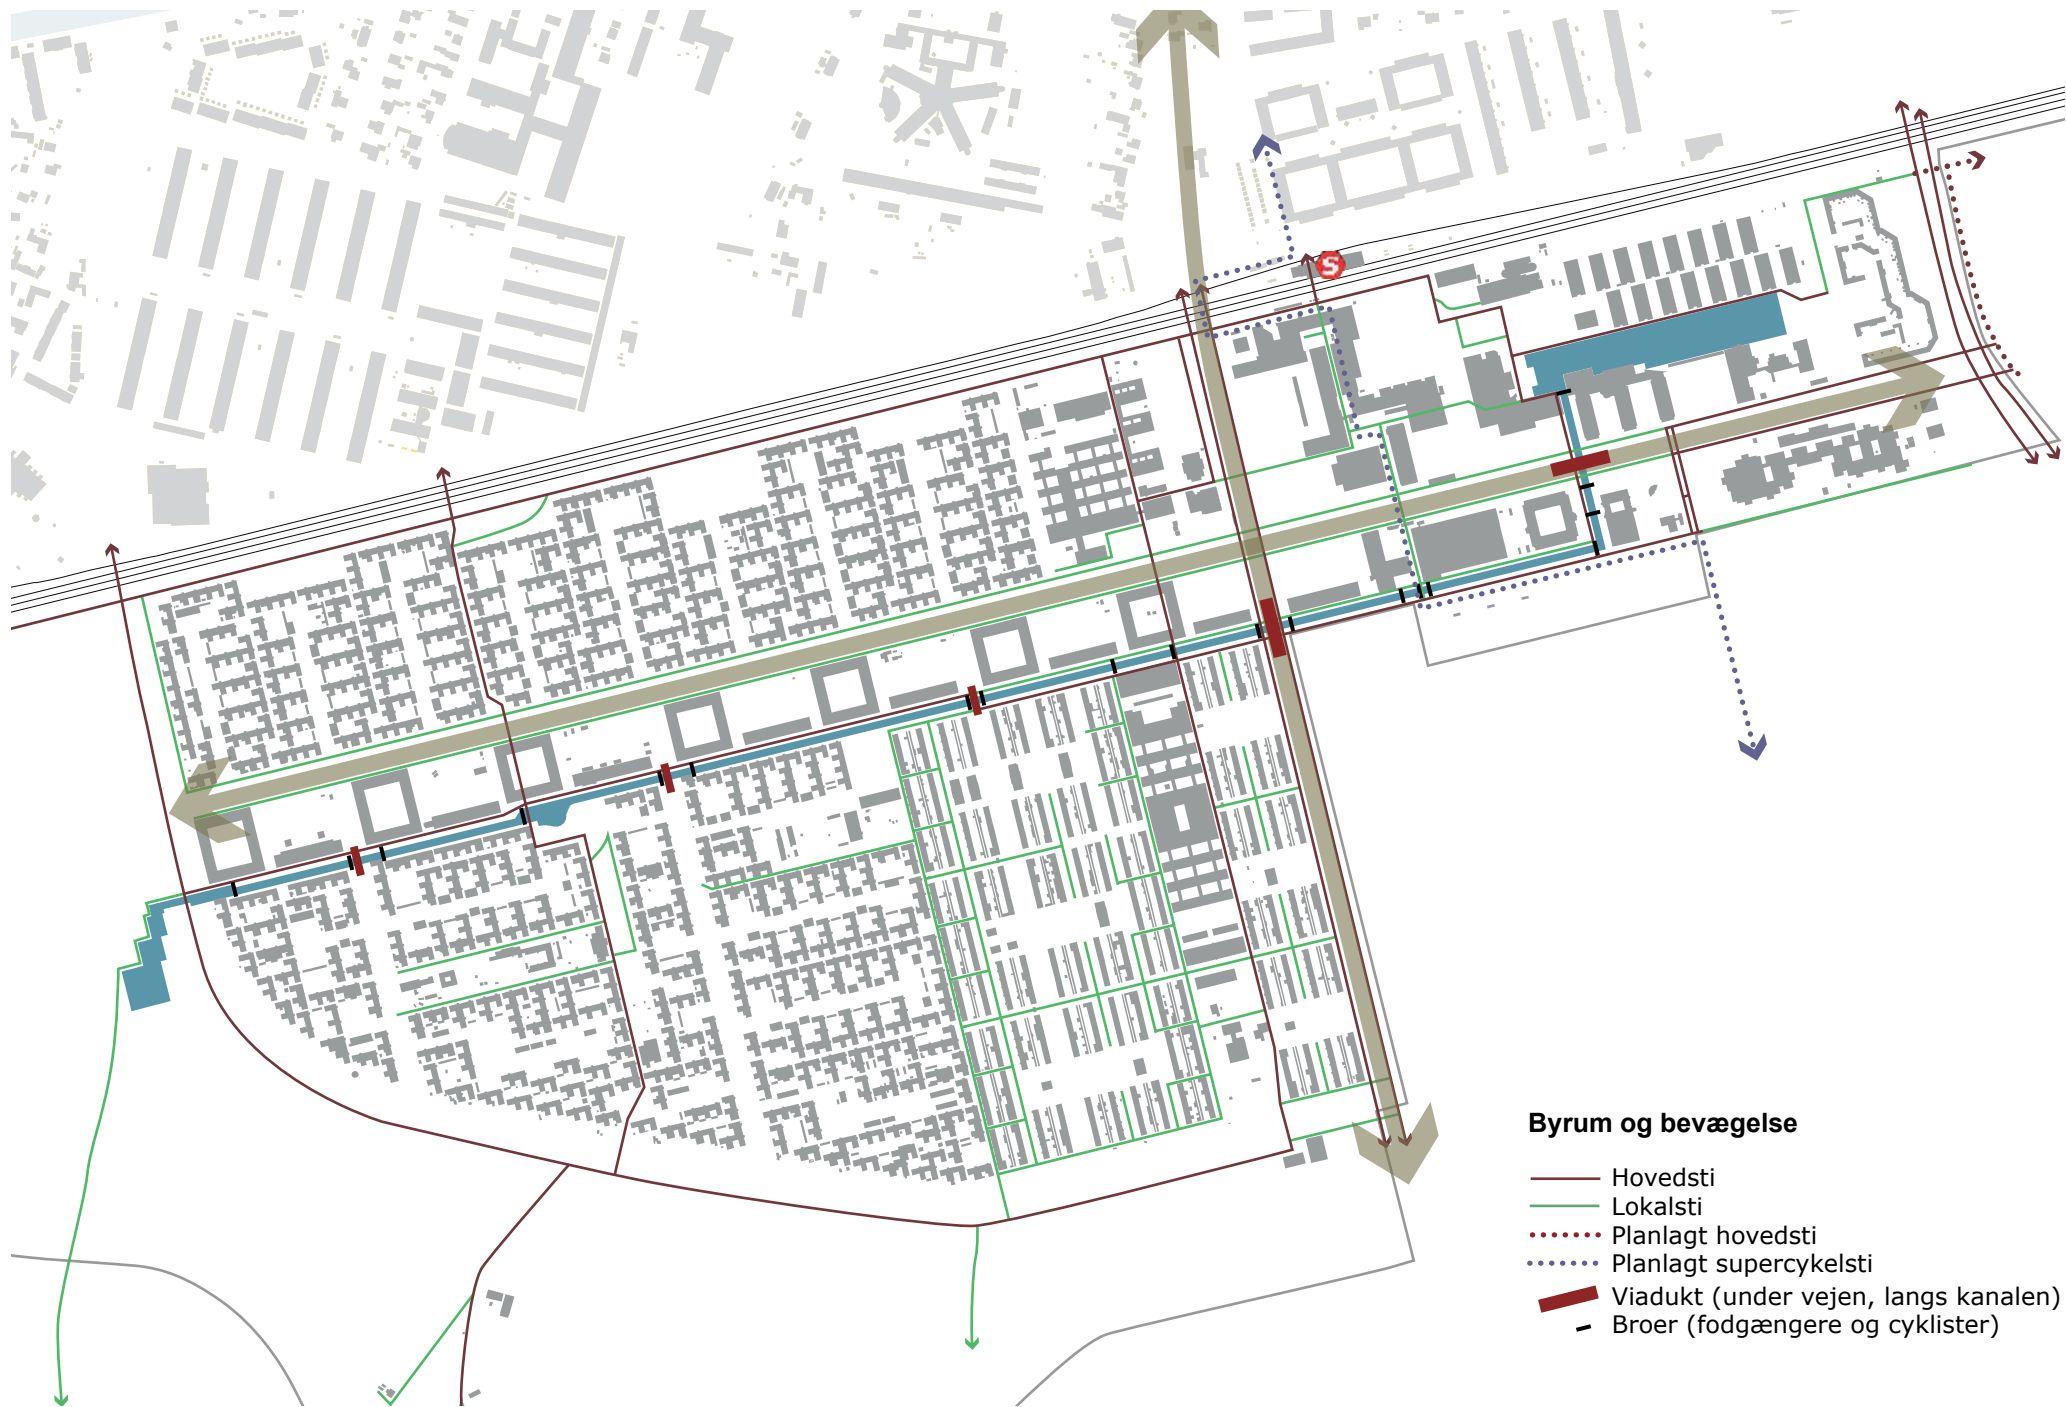 S
Byrum og bevægelse
Hovedsti
Lokalsti
Planlagt hovedsti
Planlagt supercykelsti
Viadukt (under vejen, langs kanalen)
Broer (fodgængere og cyklister)